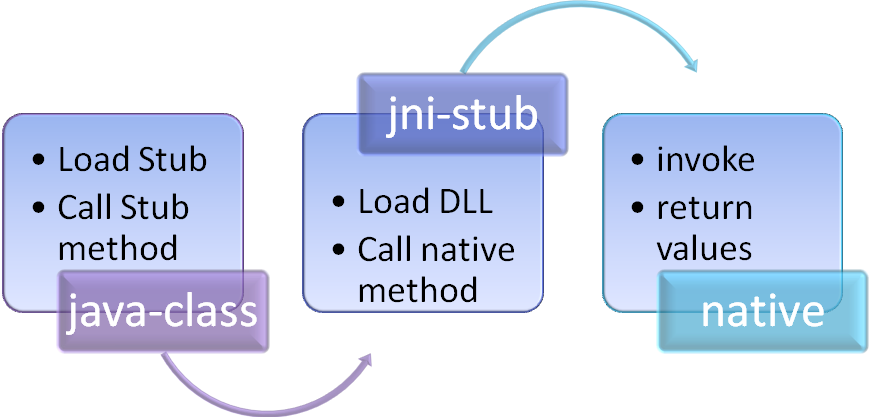 • Load Stub
• Call Stub
method
java-class
jni-stub
• Load DLL
• Call native
method
• invoke
• return
values
native